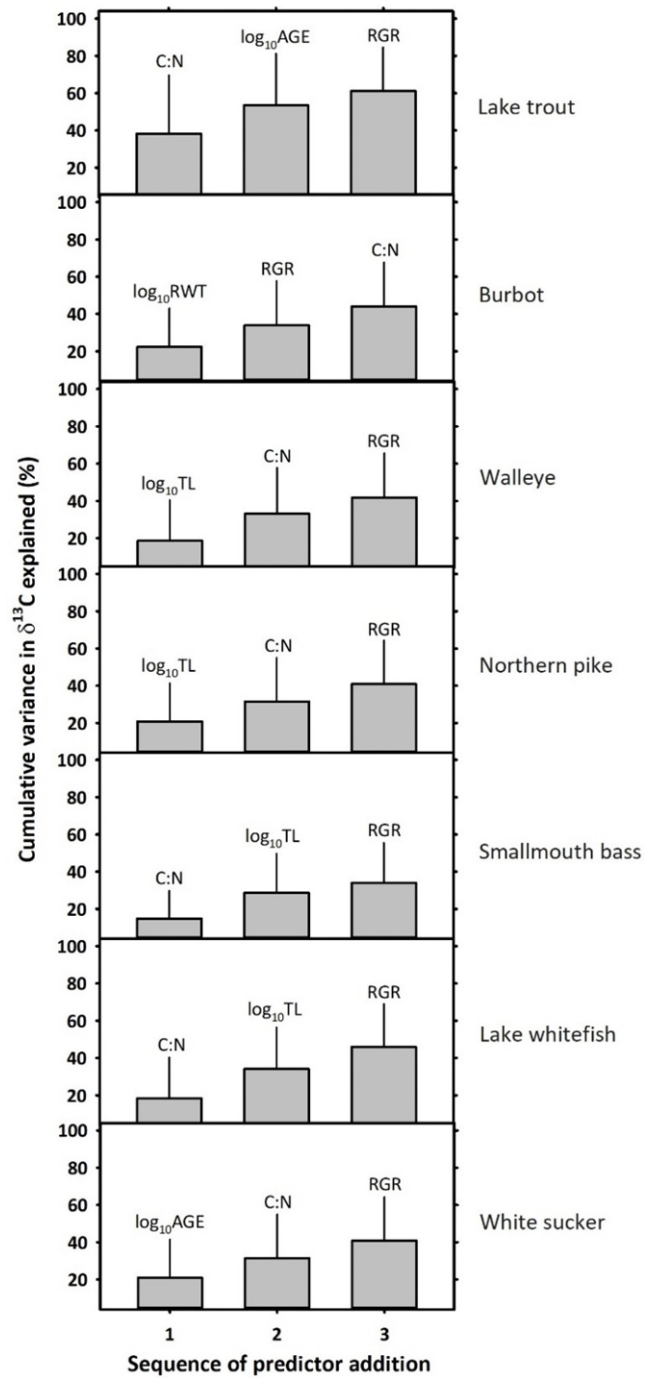 Cumulative variance in δ¹³C explained (%)
100
80
60
40
20
C:N
log₁₀AGE
RGR
Lake trout
100
80
60
40
20
log₁₀RWT
RGR
C:N
Burbot
100
80
60
40
20
log₁₀TL
C:N
RGR
Walleye
100
80
60
40
20
log₁₀TL
C:N
RGR
Northern pike
100
80
60
40
20
C:N
log₁₀TL
RGR
Smallmouth bass
100
80
60
40
20
C:N
log₁₀TL
RGR
Lake whitefish
100
80
60
40
20
log₁₀AGE
C:N
RGR
White sucker
1 2 3
Sequence of predictor addition